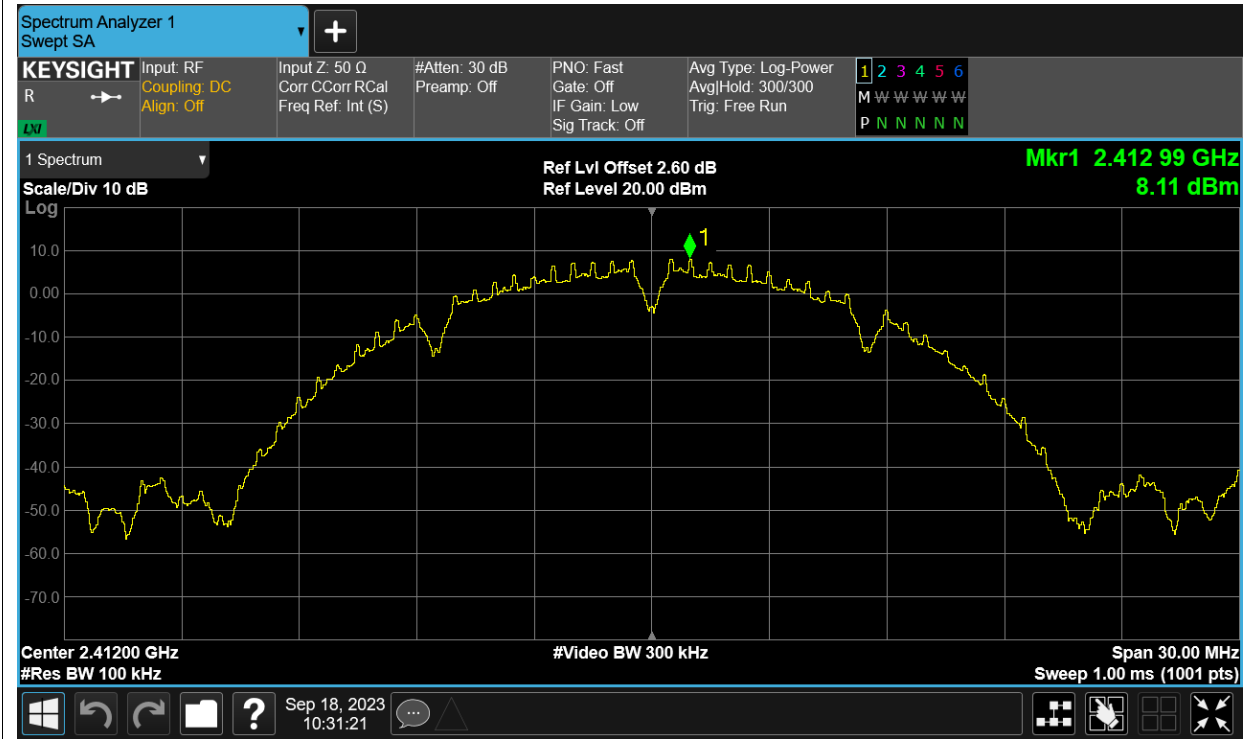 Spectrum Analyzer 1
Swept SA
+
KEYSIGHT
R
LXI
Input: RF
Coupling: DC
Align: Off
Input Z: 50 Ω
Corr CCorr RCal
Freq Ref: Int (S)
#Atten: 30 dB
Preamp: Off
PNO: Fast
Gate: Off
IF Gain: Low
Sig Track: Off
Avg Type: Log-Power
Avg|Hold: 300/300
Trig: Free Run
1 2 3 4 5 6
M W W W W W W
P N N N N N N
1 Spectrum
Scale/Div 10 dB
Log
Ref Lvl Offset 2.60 dB
Ref Level 20.00 dBm
Mkr1 2.412 99 GHz
8.11 dBm
1
10.0
0.00
-10.0
-20.0
-30.0
-40.0
-50.0
-60.0
-70.0
Center 2.41200 GHz
#Res BW 100 kHz
#Video BW 300 kHz
Span 30.00 MHz
Sweep 1.00 ms (1001 pts)
?
Sep 18, 2023
10:31:21